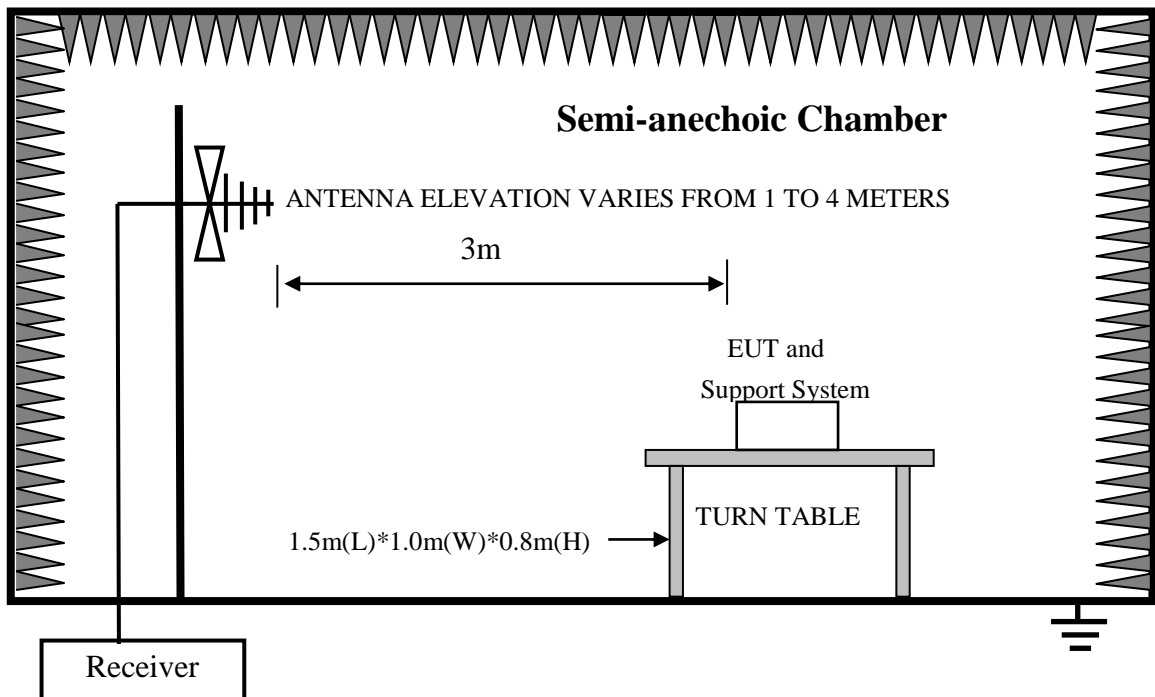 Semi-anechoic Chamber
ANTENNA ELEVATION VARIES FROM 1 TO 4 METERS
3m
EUT and
Support System
TURN TABLE
1.5m(L)*1.0m(W)*0.8m(H)
Receiver